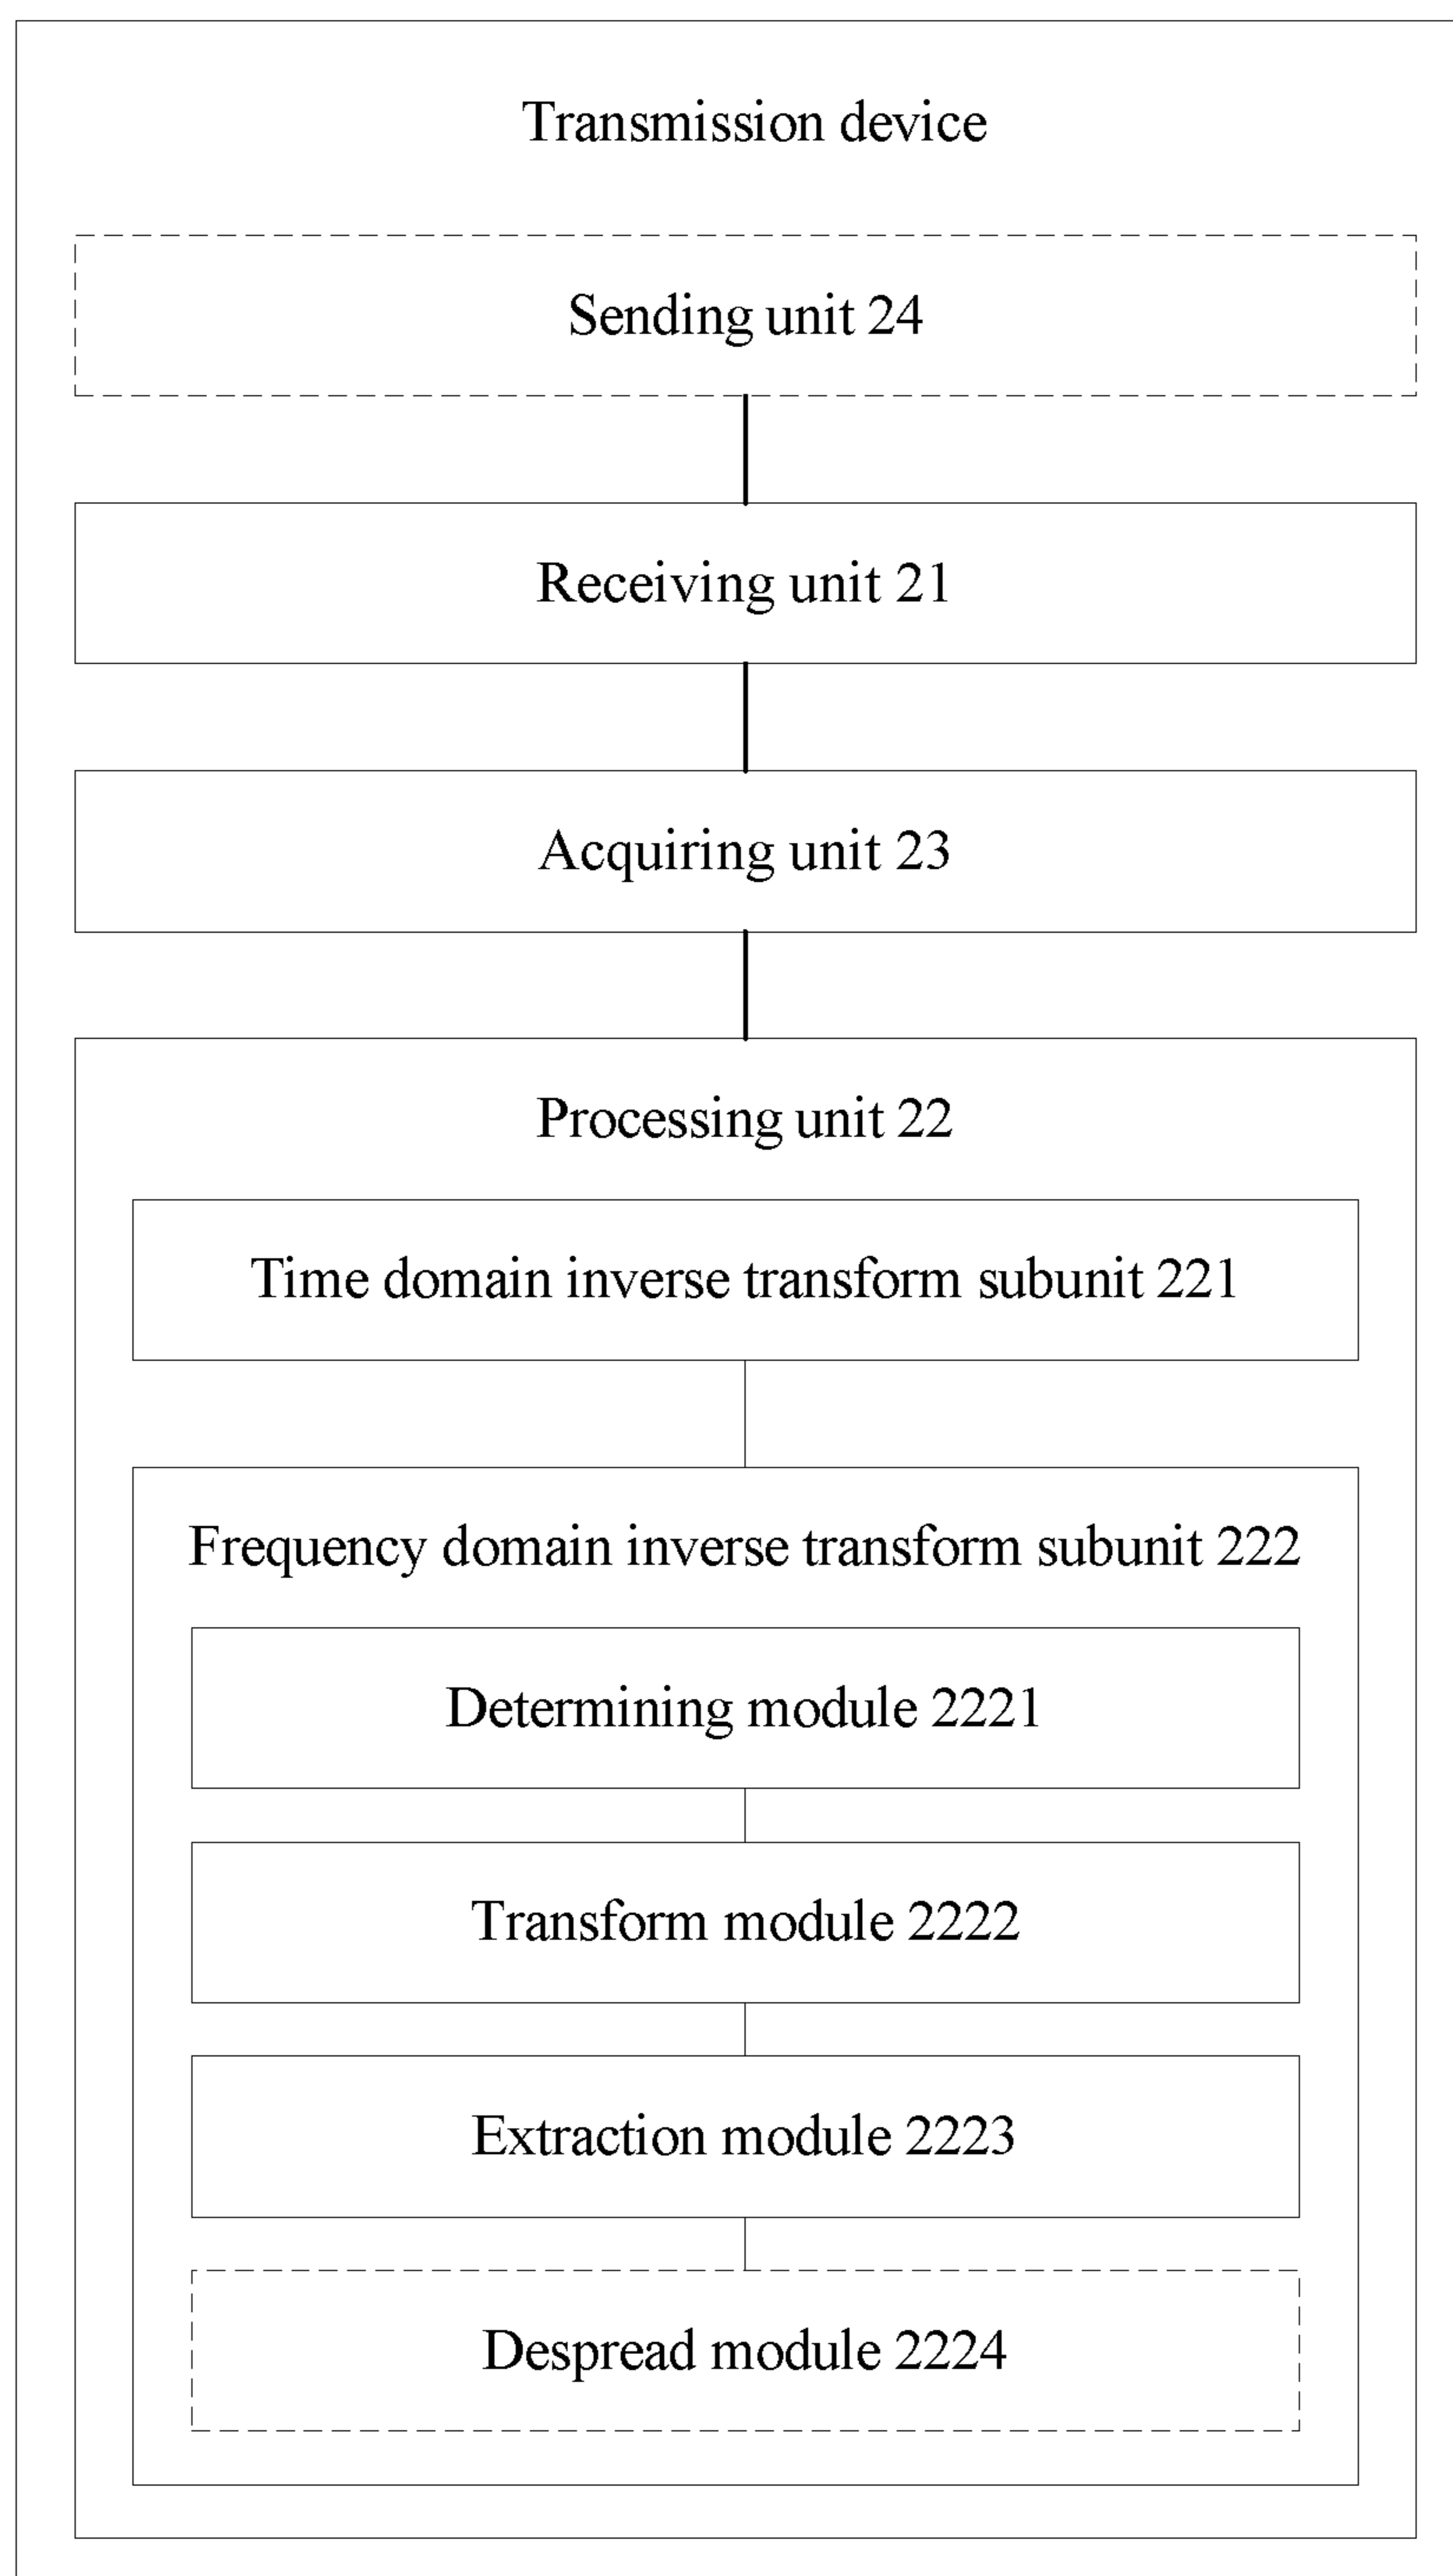 Transmission device
Sending unit 24
Receiving unit 21
Acquiring unit 23
Processing unit 22
Time domain inverse transform subunit 221
Frequency domain inverse transform subunit 222
Determining module 2221
Transform module 2222
Extraction module 2223
Despread module 2224